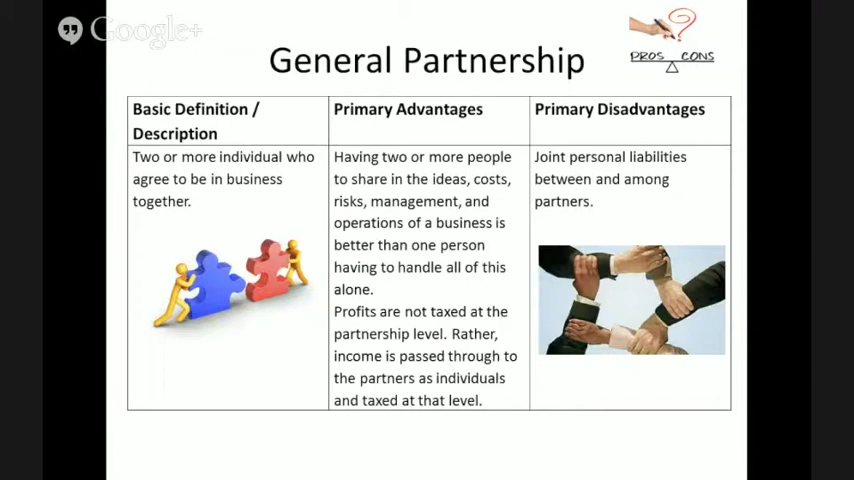 Google+
General Partnership
PROS CONS
Basic Definition /
Description
Primary Advantages
Primary Disadvantages
Two or more individual who
agree to be in business
together.
Having two or more people
to share in the ideas, costs,
risks, management, and
operations of a business is
better than one person
having to handle all of this
alone.
Profits are not taxed at the
partnership level. Rather,
income is passed through to
the partners as individuals
and taxed at that level.
Joint personal liabilities
between and among
partners.